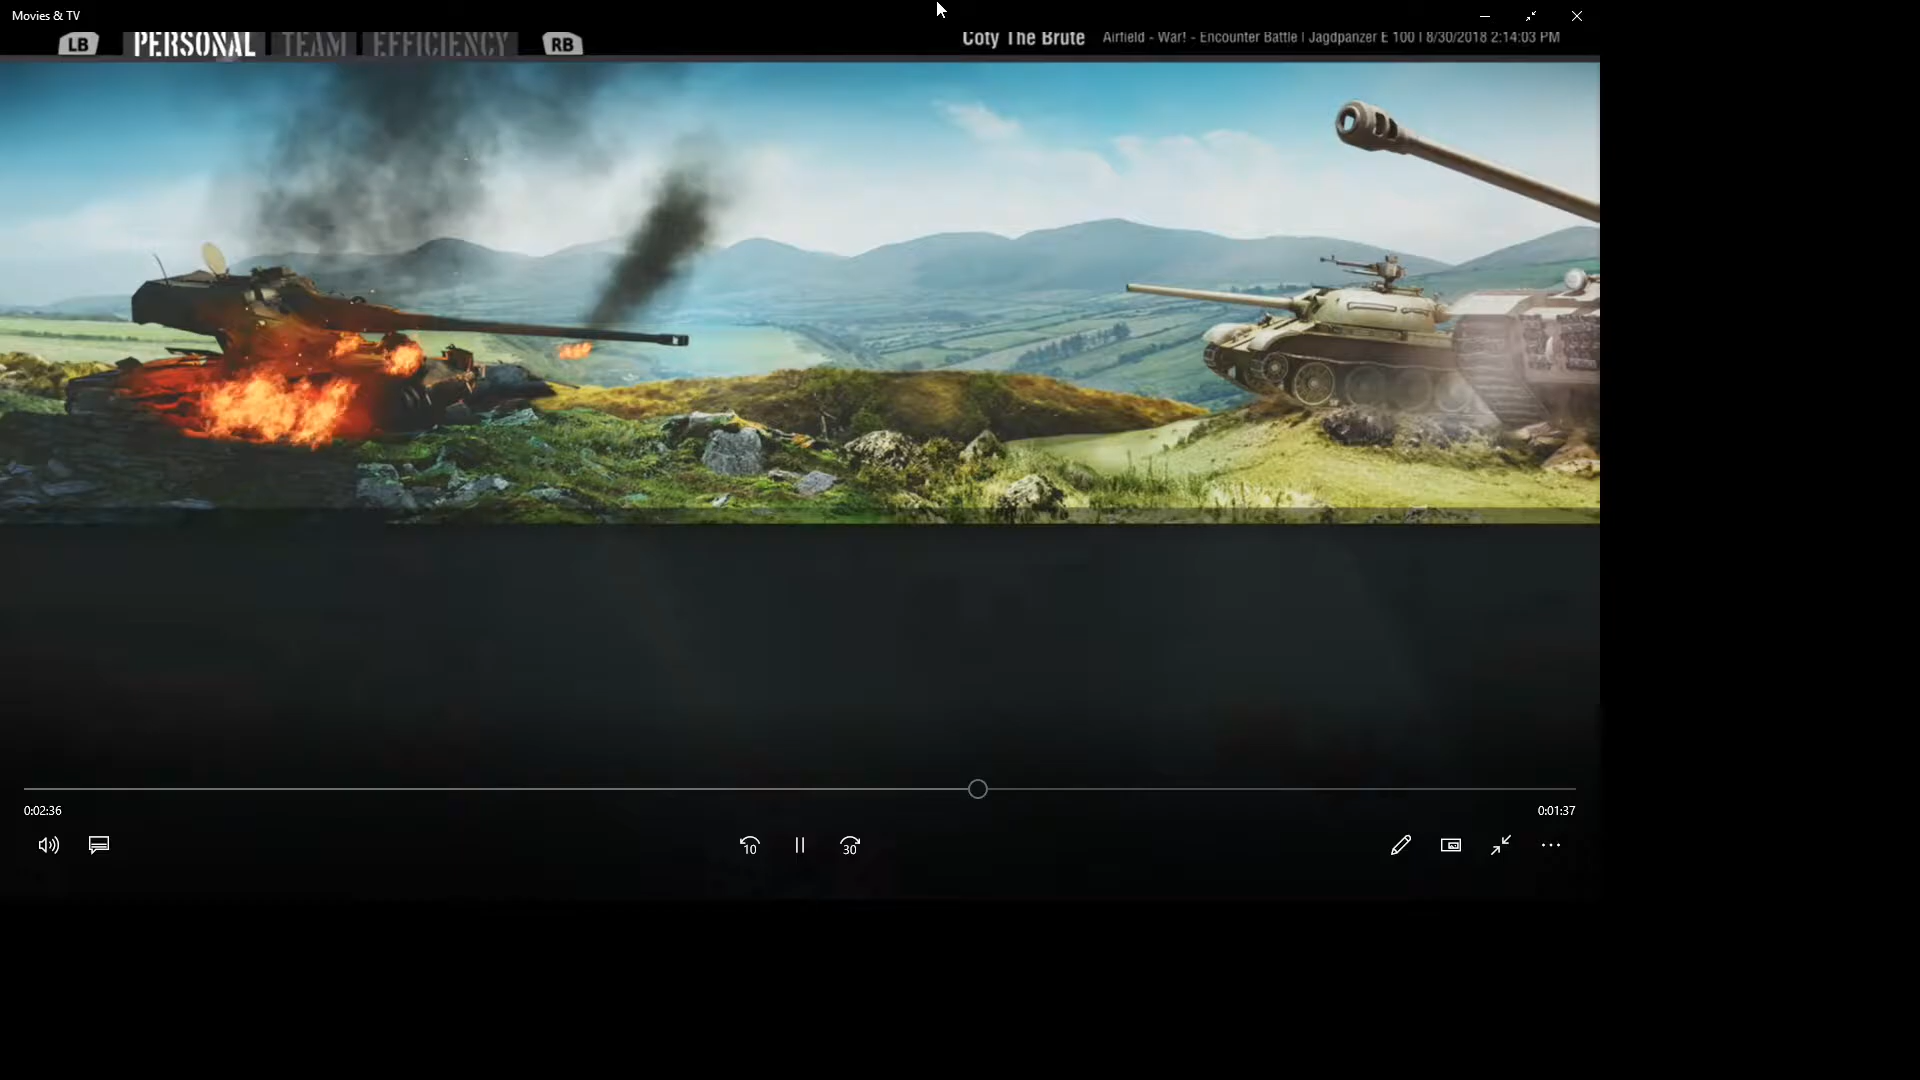 Movies & TV
LB PERSONAL TEAM EFFICIENCY RB
Coty The Brute Airfield - War! - Encounter Battle | Jagdpanzer E 100 | 8/30/2018 2:14:03 PM
0:02:36
0:01:37
10
30